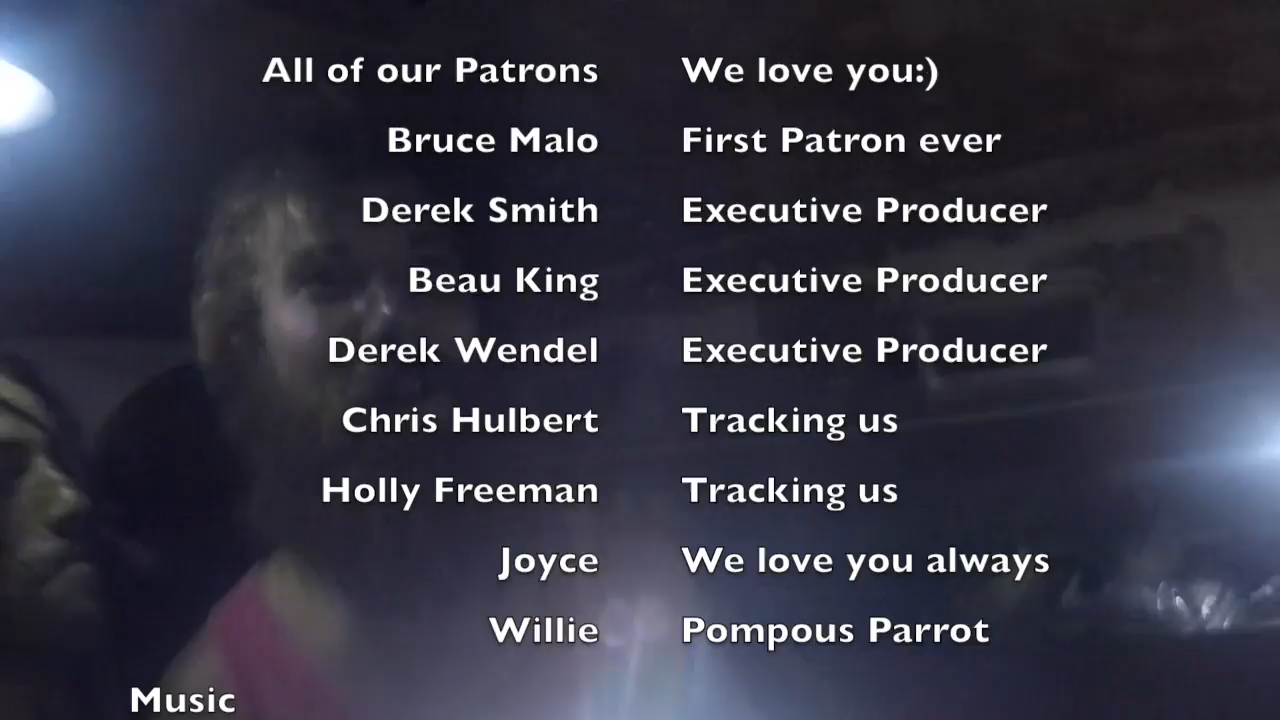 All of our Patrons We love you:)
Bruce Malo First Patron ever
Derek Smith Executive Producer
Beau King Executive Producer
Derek Wendel Executive Producer
Chris Hulbert Tracking us
Holly Freeman Tracking us
Joyce We love you always
Willie Pompous Parrot
Music